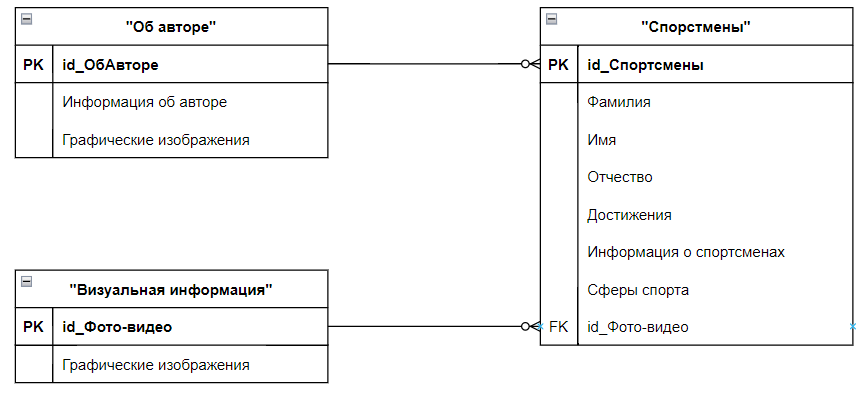 "Об авторе"
PK id_ОбАвторе
Информация об авторе
Графические изображения
"Спорстмены"
PK id_Спортсмены
Фамилия
Имя
Отчество
Достижения
Информация о спортсменах
Сферы спорта
FK id_Фото-видео
"Визуальная информация"
PK id_Фото-видео
Графические изображения